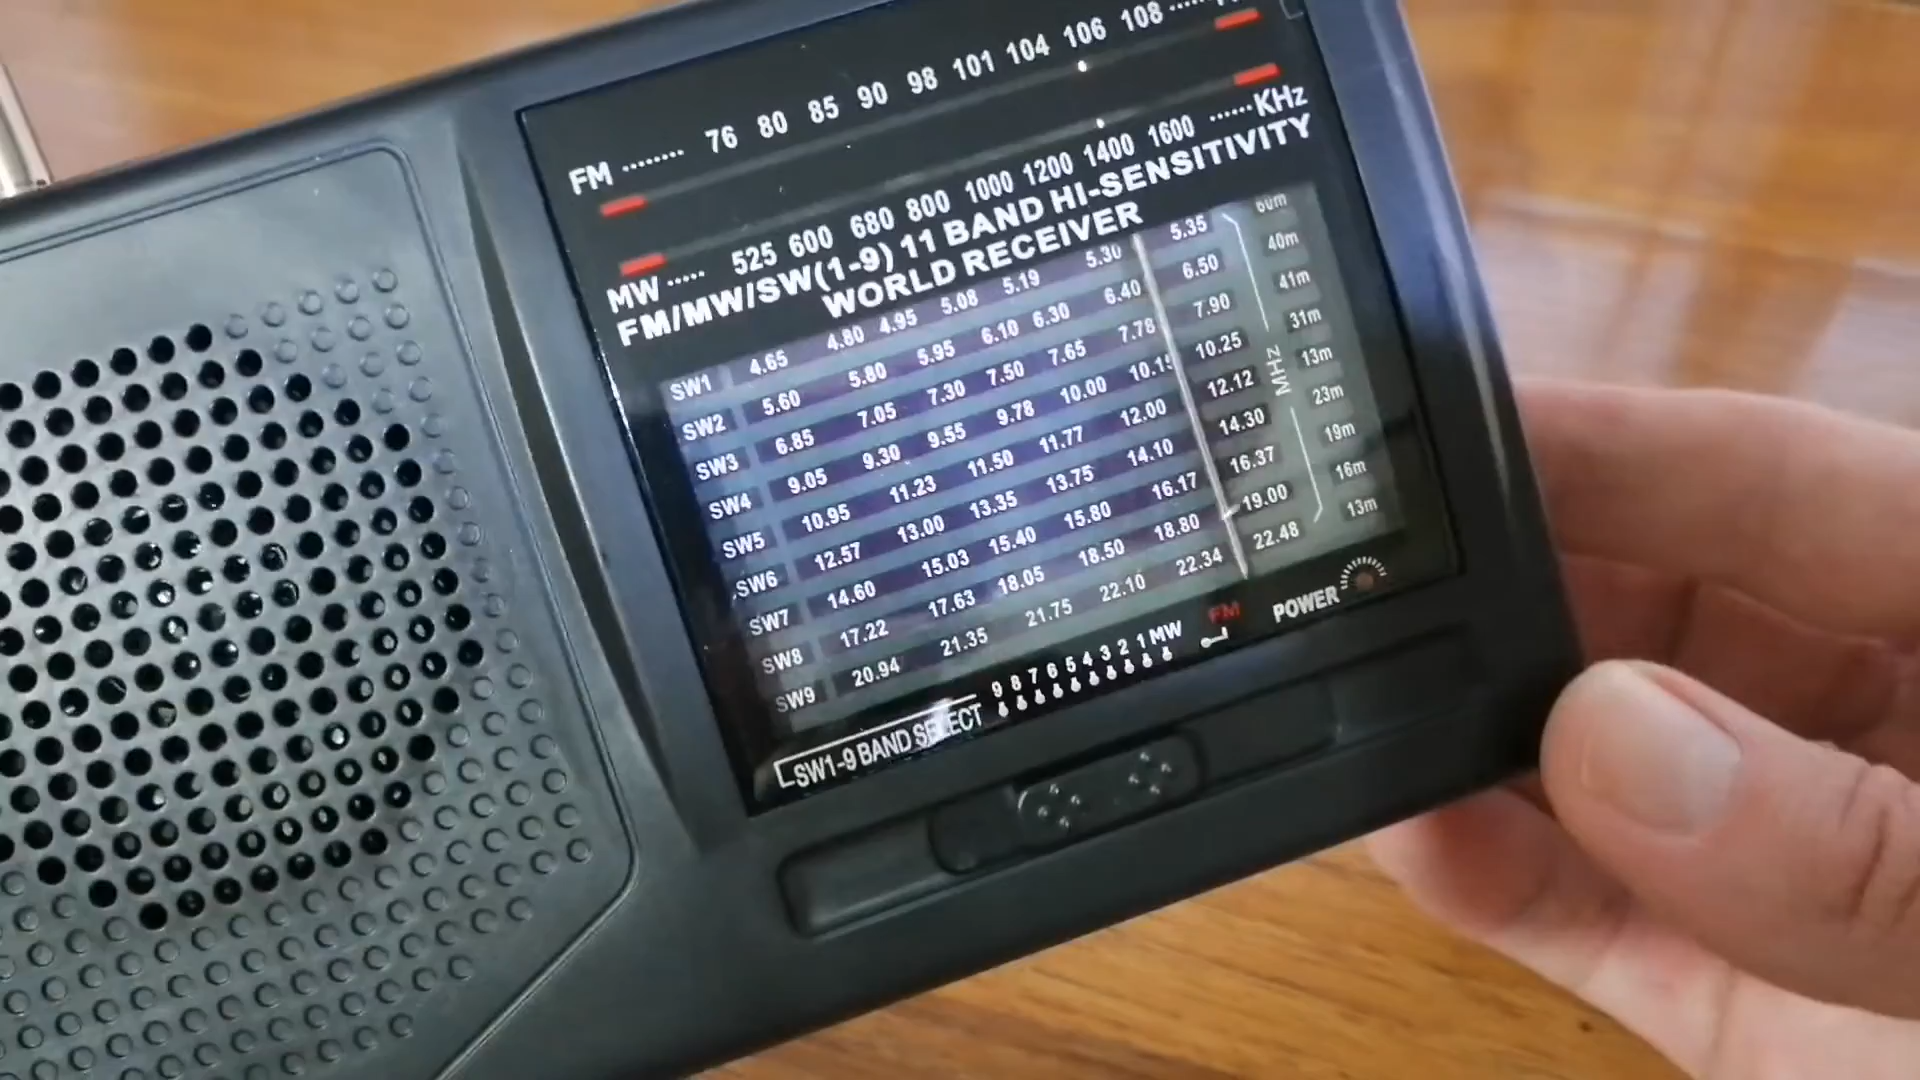 FM ........ 76 80 85 90 98 101 104 106 108 .....
MW ..... 525 600 680 800 1000 1200 1400 1600 ...... KHz
FM/MW/SW(1-9) 11 BAND HI-SENSITIVITY
WORLD RECEIVER
SW1 4.65 4.80 4.95 5.08 5.19 5.30 5.35 60m
SW2 5.60 5.80 5.95 6.10 6.30 6.40 6.50 40m
SW3 6.85 7.05 7.30 7.50 7.65 7.78 7.90 41m
SW4 9.05 9.30 9.55 9.78 10.00 10.15 10.25 31m
SW5 10.95 11.23 11.50 11.77 12.00 12.12 13m
SW6 12.57 13.00 13.35 13.75 14.10 14.30 23m
SW7 14.60 15.03 15.40 15.80 16.17 16.37 19m
SW8 17.22 17.63 18.05 18.50 18.80 19.00 16m
SW9 20.94 21.35 21.75 22.10 22.34 22.48 13m
MHz
SW1-9 BAND SELECT 9 8 7 6 5 4 3 2 1 MW FM POWER